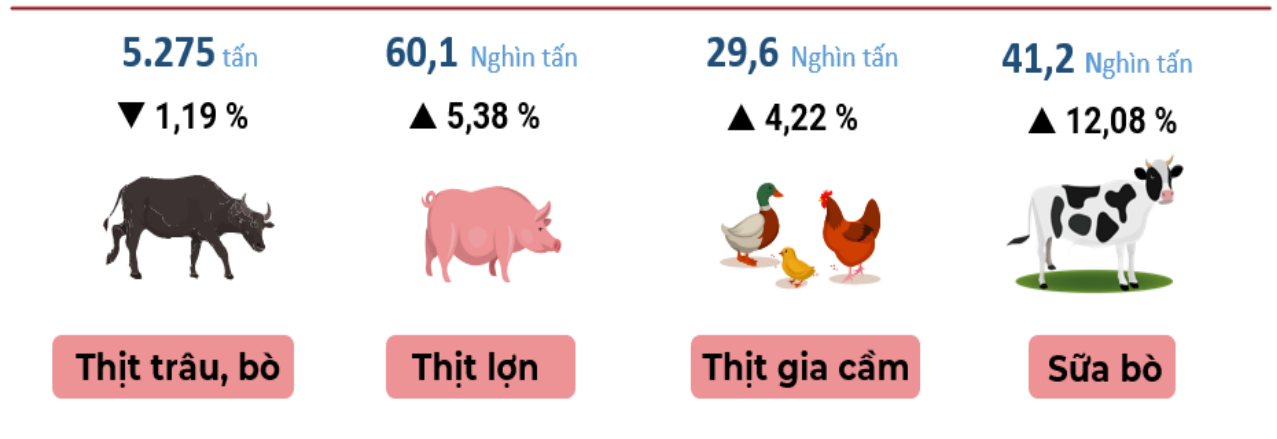 5.275 tấn
60,1 Nghìn tấn
29,6 Nghìn tấn
41,2 Nghìn tấn
▼ 1,19 %
▲ 5,38 %
▲ 4,22 %
▲ 12,08 %
Thịt trâu, bò
Thịt lợn
Thịt gia cầm
Sữa bò